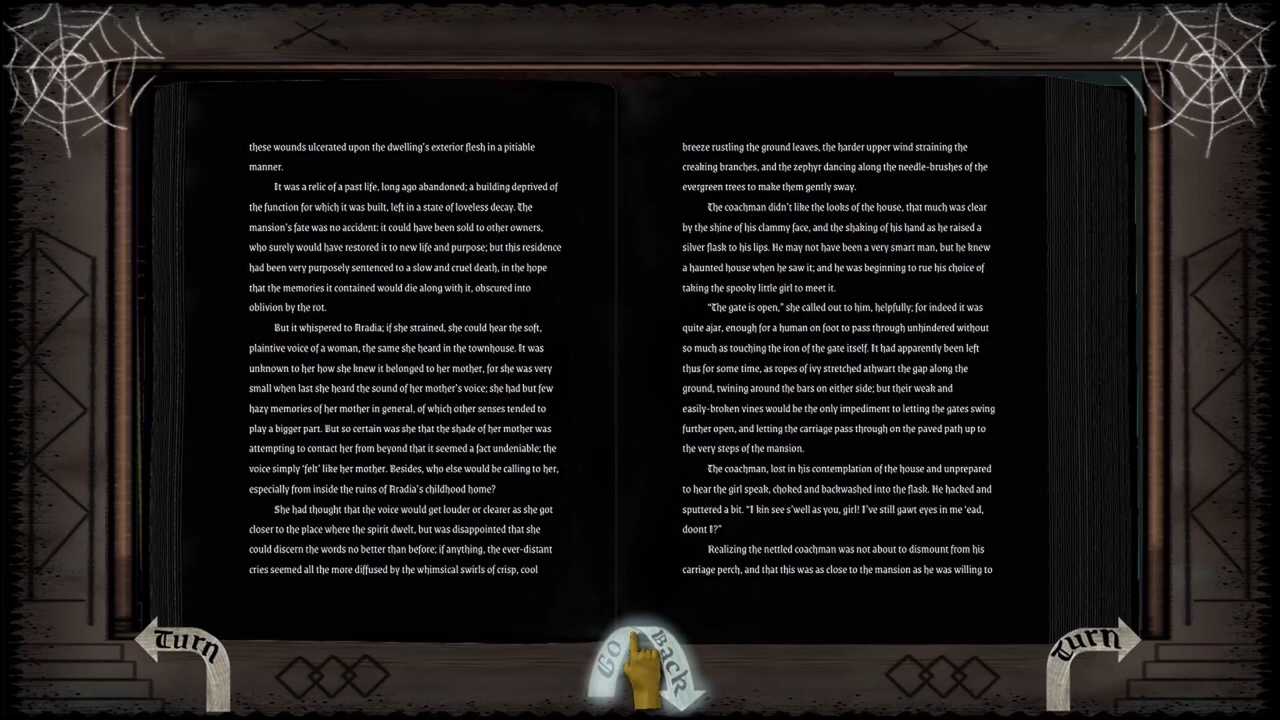 these wounds ulcerated upon the dwelling's exterior flesh in a pitiable
manner.
It was a relic of a past life, long ago abandoned; a building deprived of
the function for which it was built, left in a state of loveless decay. The
mansion's fate was no accident: it could have been sold to other owners,
who surely would have restored it to new life and purpose; but this residence
had been very purposely sentenced to a slow and cruel death, in the hope
that the memories it contained would die along with it, obscured into
oblivion by the rot.
But it whispered to Aradia; if she strained, she could hear the soft,
plaintive voice of a woman, the same she heard in the townhouse. It was
unknown to her how she knew it belonged to her mother, for she was very
small when last she heard the sound of her mother's voice; she had but few
hazy memories of her mother in general, of which other senses tended to
play a bigger part. But so certain was she that the shade of her mother was
attempting to contact her from beyond that it seemed a fact undeniable; the
voice simply 'felt' like her mother. Besides, who else would be calling to her,
especially from inside the ruins of Aradia's childhood home?
She had thought that the voice would get louder or clearer as she got
closer to the place where the spirit dwelt, but was disappointed that she
could discern the words no better than before; if anything, the ever-distant
cries seemed all the more diffused by the whimsical swirls of crisp, cool
breeze rustling the ground leaves, the harder upper wind straining the
creaking branches, and the zephyr dancing along the needle-brushes of the
evergreen trees to make them gently sway.
The coachman didn't like the looks of the house, that much was clear
by the shine of his clammy face, and the shaking of his hand as he raised a
silver flask to his lips. He may not have been a very smart man, but he knew
a haunted house when he saw it; and he was beginning to rue his choice of
taking the spooky little girl to meet it.
"The gate is open," she called out to him, helpfully; for indeed it was
quite ajar, enough for a human on foot to pass through unhindered without
so much as touching the iron of the gate itself. It had apparently been left
thus for some time, as ropes of ivy stretched athwart the gap along the
ground, twining around the bars on either side; but their weak and
easily-broken vines would be the only impediment to letting the gates swing
further open, and letting the carriage pass through on the paved path up to
the very steps of the mansion.
The coachman, lost in his contemplation of the house and unprepared
to hear the girl speak, choked and backwashed into the flask. He hacked and
sputtered a bit. "I kin see s'well as you, girl! I've still gawt eyes in me 'ead,
doont I?"
Realizing the nettled coachman was not about to dismount from his
carriage perch, and that this was as close to the mansion as he was willing to
Turn
Go Back
Turn